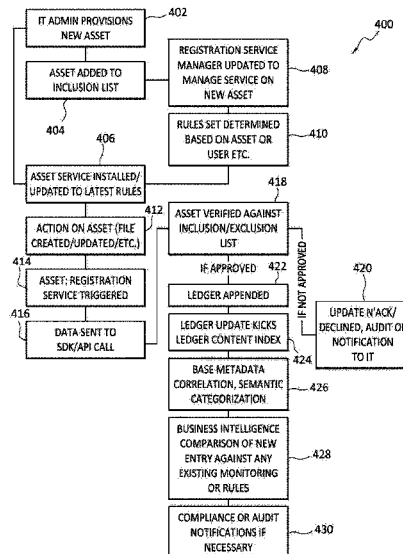 IT ADMIN PROVISIONS
NEW ASSET
402
400
ASSET ADDED TO
INCLUSION LIST
404
REGISTRATION SERVICE
MANAGER UPDATED TO
MANAGE SERVICE ON
NEW ASSET
408
RULES SET DETERMINED
BASED ON ASSET OR
USER ETC.
410
406
ASSET SERVICE INSTALLED/
UPDATED TO LATEST RULES
ACTION ON ASSET (FILE
CREATED/UPDATED/ETC,)
412
414
ASSET: REGISTRATION
SERVICE TRIGGERED
416
DATA SENT TO
SDK/API CALL
418
ASSET VERIFIED AGAINST
INCLUSION/EXCLUSION
LIST
IF APPROVED
IF NOT APPROVED
420
UPDATE N'ACK/
DECLINED, AUDIT OR
NOTIFICATION
TO IT
422
LEDGER APPENDED
LEDGER UPDATE KICKS
LEDGER CONTENT INDEX
424
BASE METADATA
CORRELATION, SEMANTIC
CATEGORIZATION
426
BUSINESS INTELLIGENCE
COMPARISON OF NEW
ENTRY AGAINST ANY
EXISTING MONITORING
OR RULES
428
COMPLIANCE OR AUDIT
NOTIFICATIONS IF
NECESSARY
430